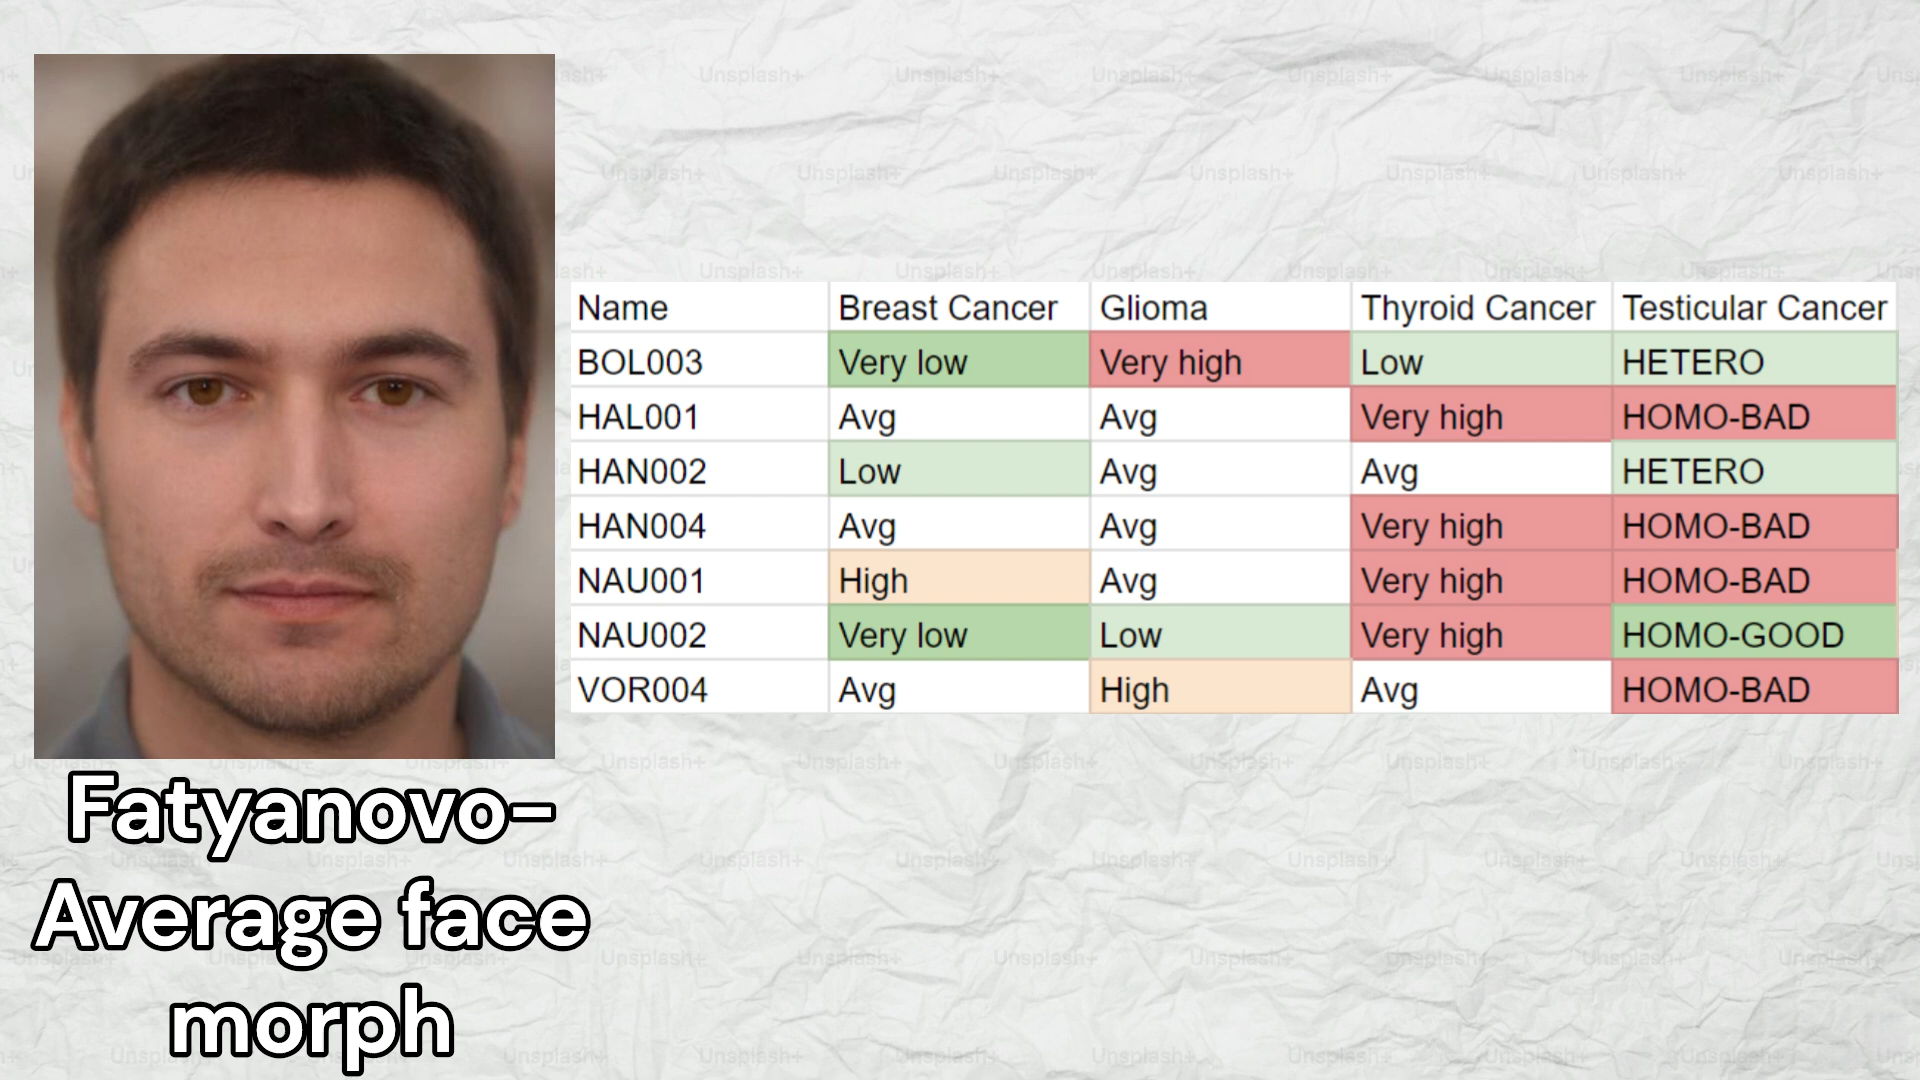 Name Breast Cancer Glioma Thyroid Cancer Testicular Cancer
BOL003 Very low Very high Low HETERO
HAL001 Avg Avg Very high HOMO-BAD
HAN002 Low Avg Avg HETERO
HAN004 Avg Avg Very high HOMO-BAD
NAU001 High Avg Very high HOMO-BAD
NAU002 Very low Low Very high HOMO-GOOD
VOR004 Avg High Avg HOMO-BAD
Fatyanovo-
Average face
morph
Unsplash+